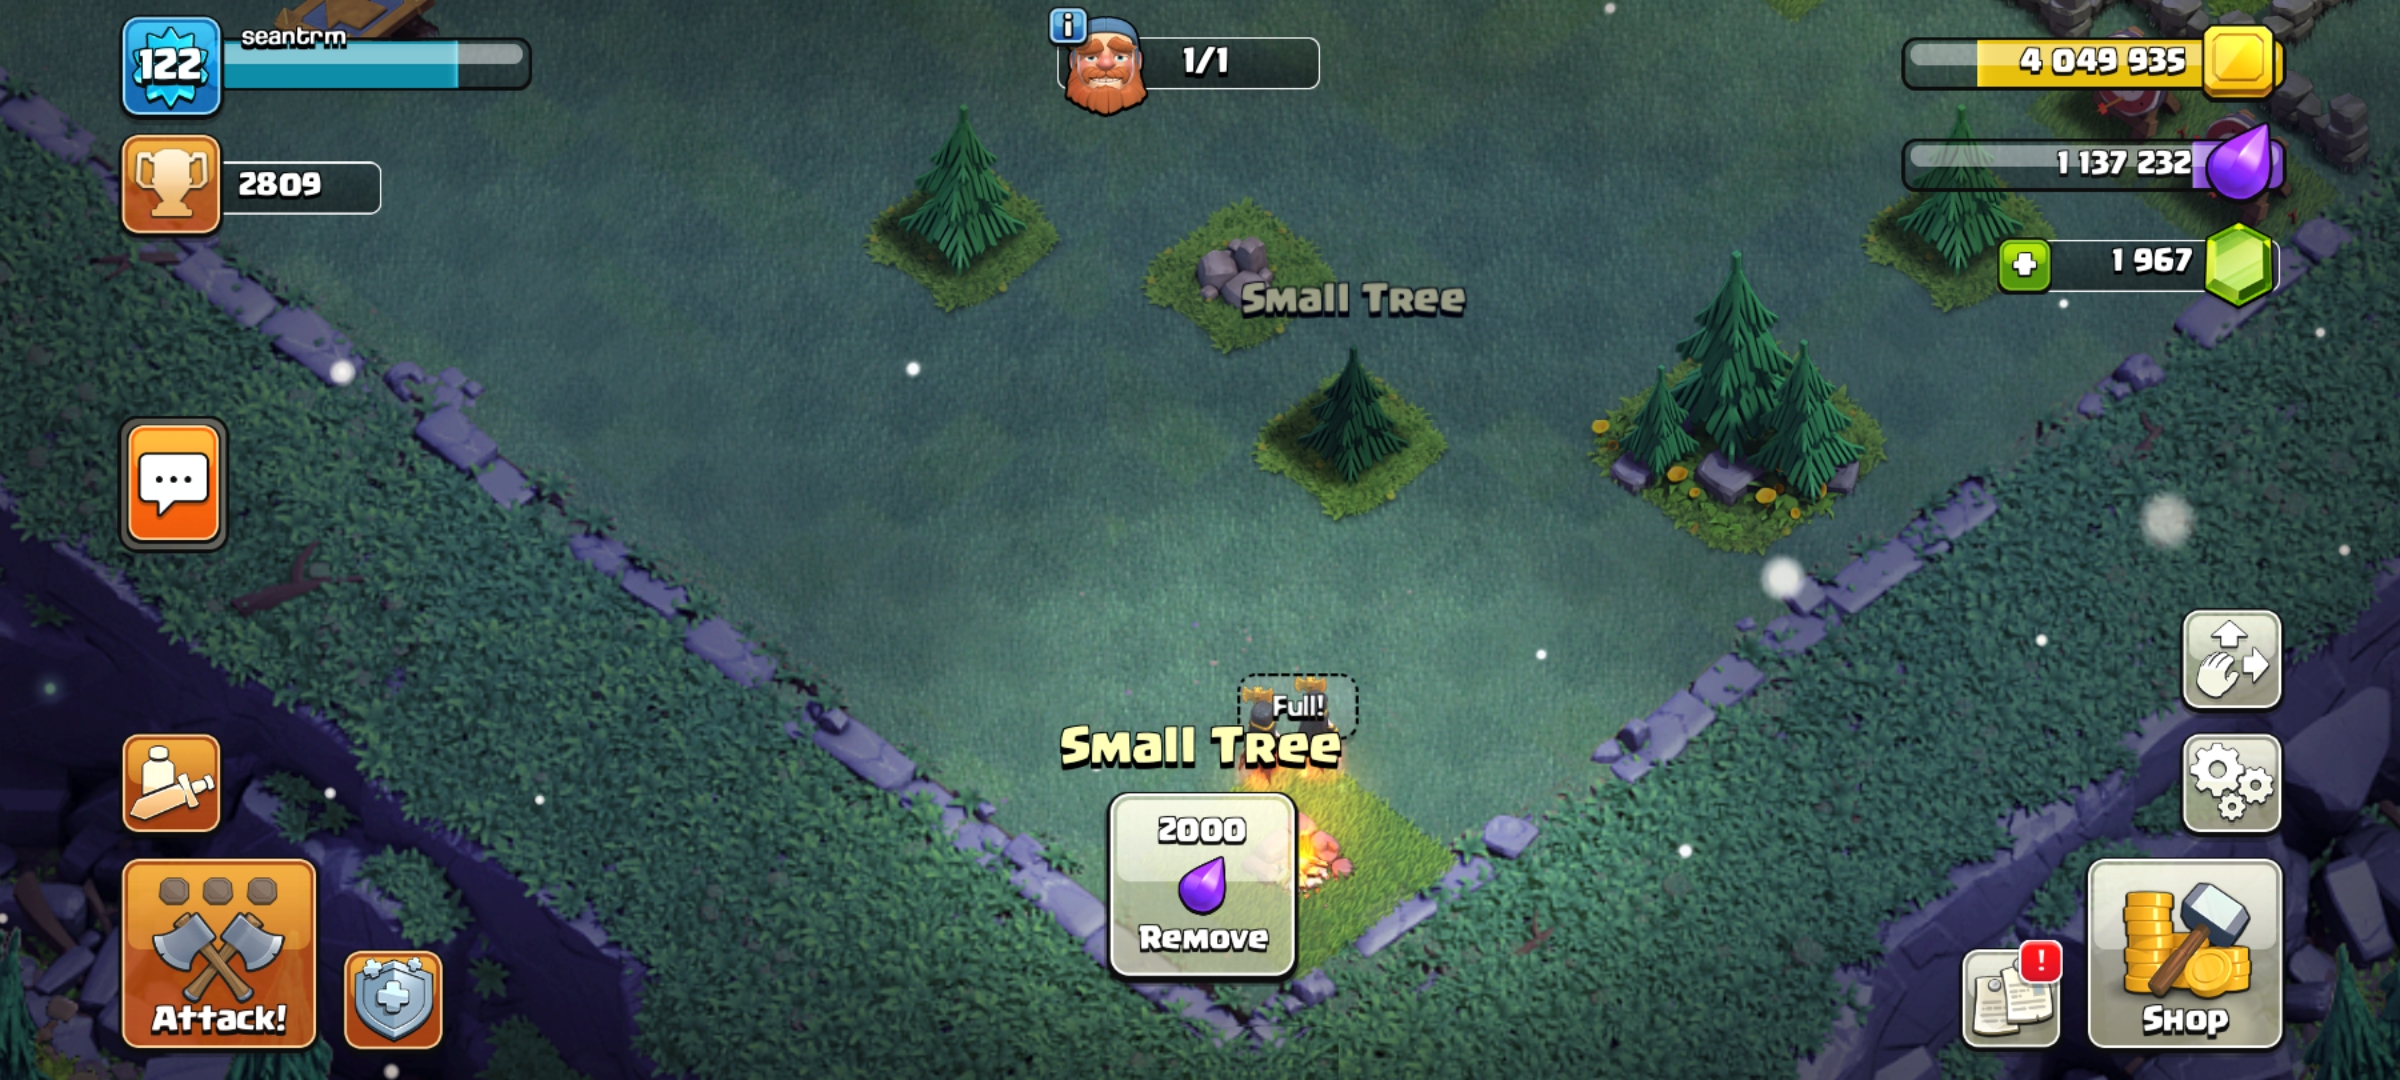 seantrm
122
1/1
4 049 935
2809
1 137 232
1 967
Small Tree
Full!
Small Tree
2000
Remove
Attack!
!
Shop